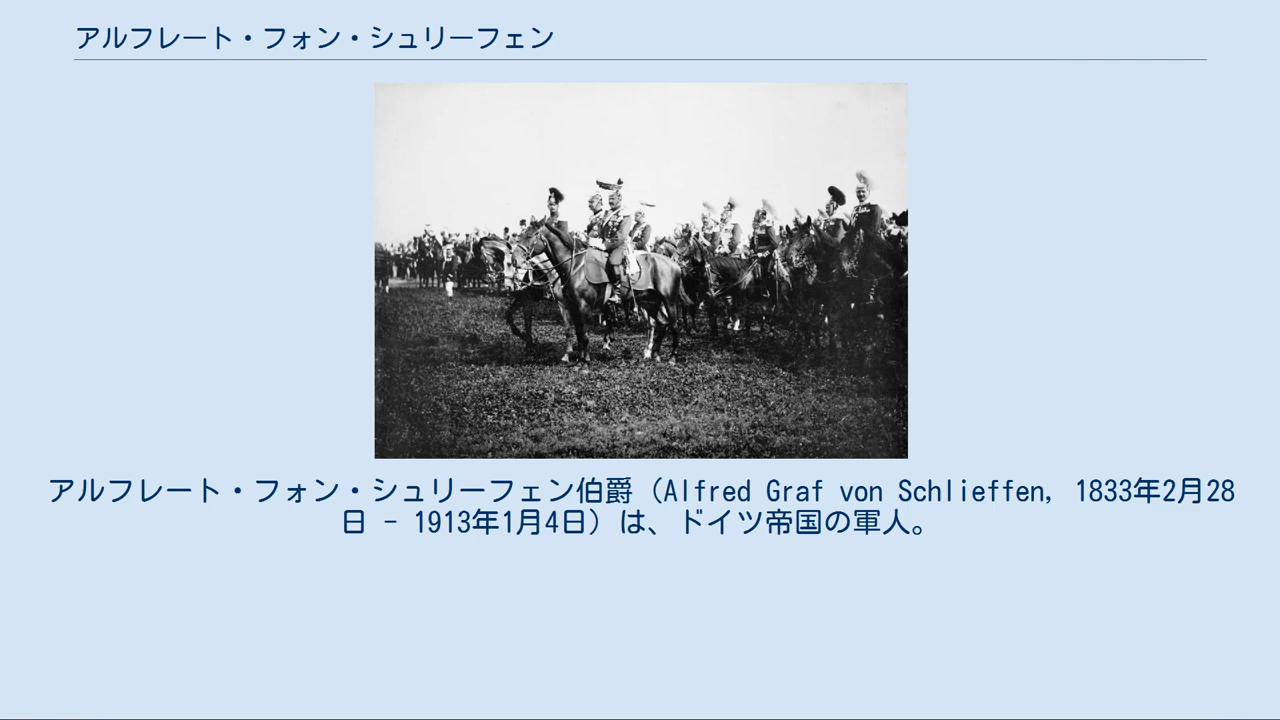 アルフレート・フォン・シュリーフェン
アルフレート・フォン・シュリーフェン伯爵（Alfred Graf von Schlieffen, 1833年2月28
日 - 1913年1月4日）は、ドイツ帝国の軍人。